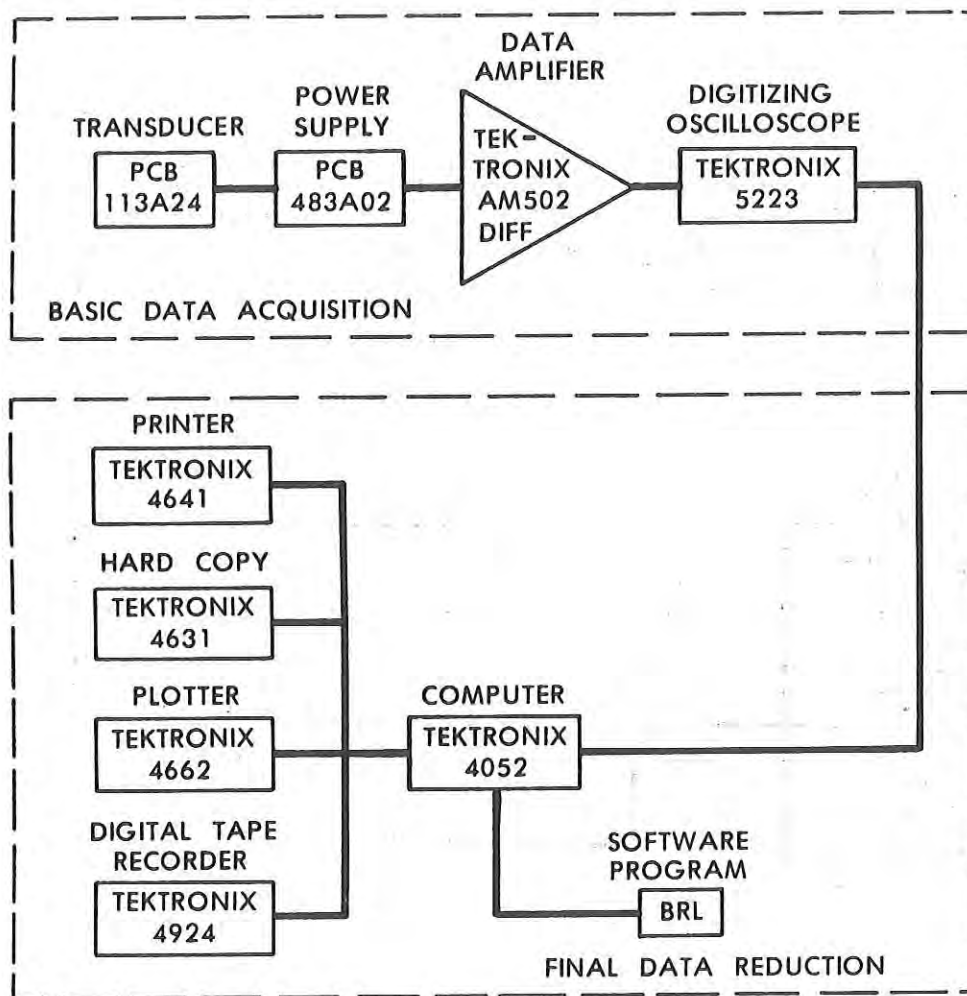 DATA
AMPLIFIER
POWER
SUPPLY
DIGITIZING
OSCILLOSCOPE
TRANSDUCER
PCB
113A24
PCB
483A02
TEK-
TRONIX
AM502
DIFF
TEKTRONIX
5223
BASIC DATA ACQUISITION
PRINTER
TEKTRONIX
4641
HARD COPY
TEKTRONIX
4631
PLOTTER
TEKTRONIX
4662
COMPUTER
TEKTRONIX
4052
DIGITAL TAPE
RECORDER
TEKTRONIX
4924
SOFTWARE
PROGRAM
BRL
FINAL DATA REDUCTION